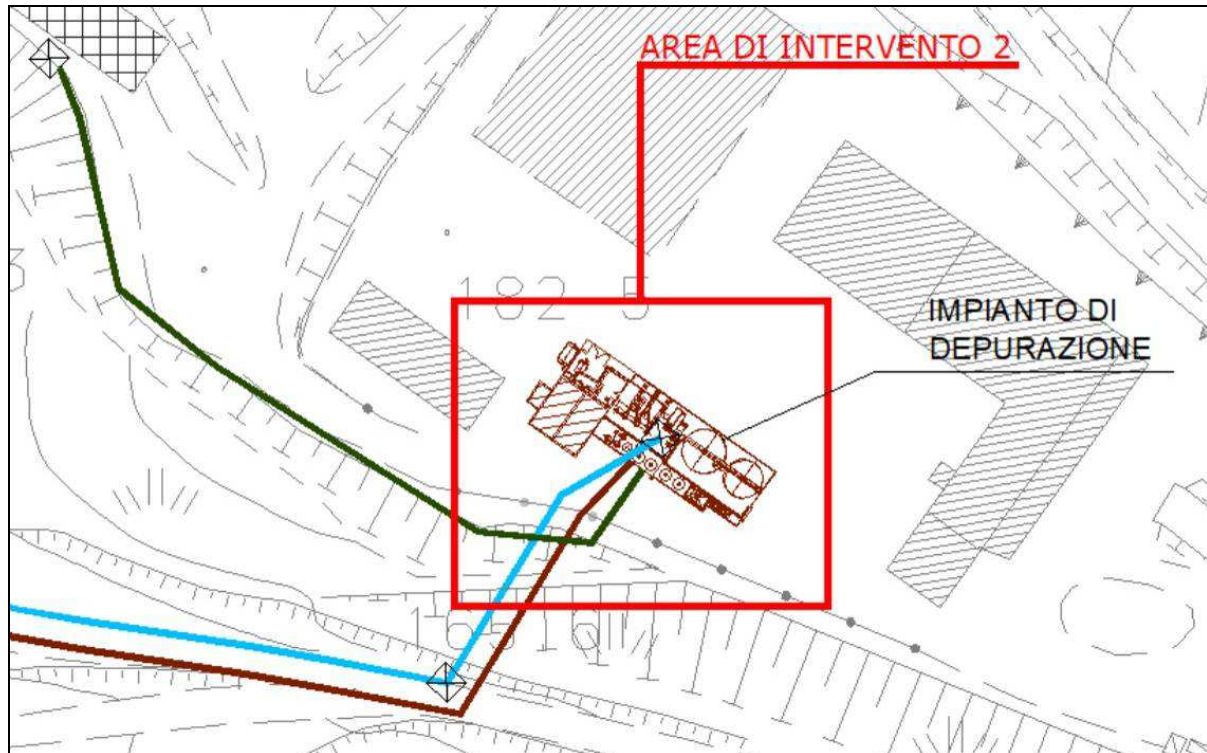 AREA DI INTERVENTO 2
182 5
IMPIANTO DI
DEPURAZIONE